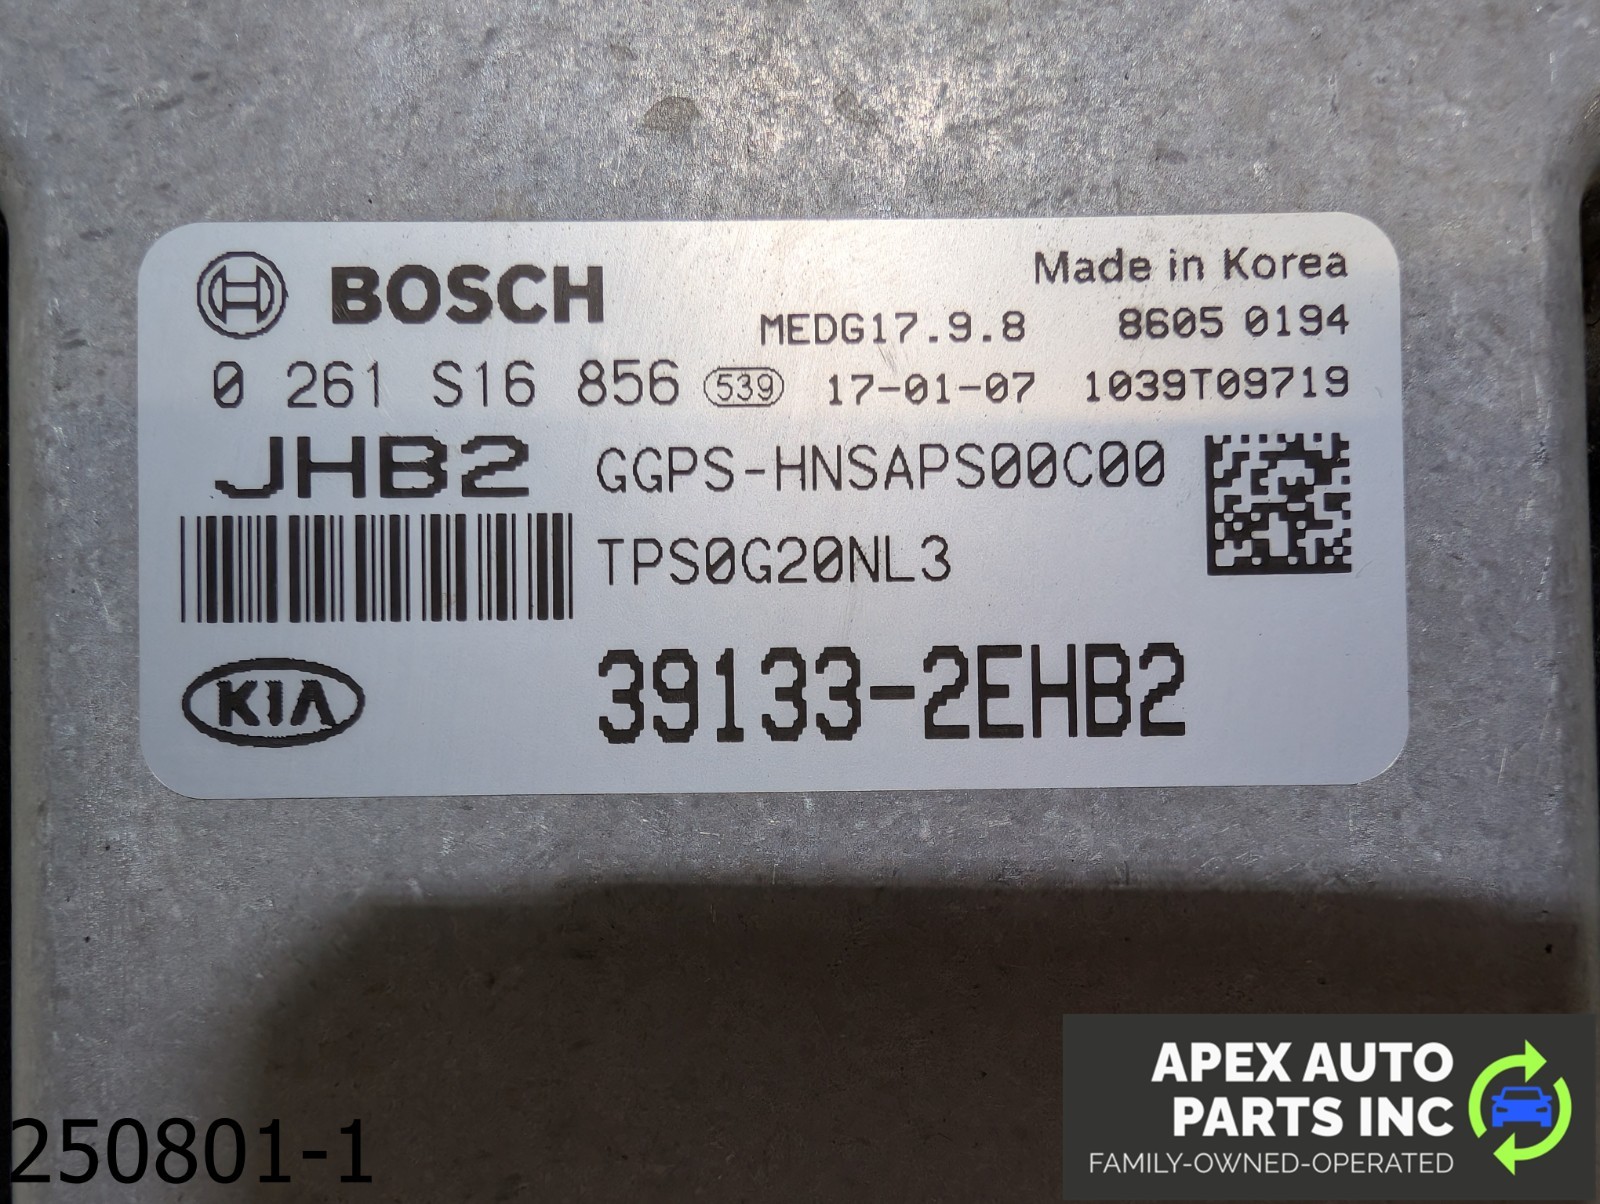 BOSCH
Made in Korea
MEDG17.9.8 8605 0194
0 261 S16 856 539 17-01-07 1039T09719
JHB2 GGPS-HNSAPS00C00
TPS0G20NL3
KIA 39133-2EHB2
250801-1
APEX AUTO
PARTS INC
FAMILY-OWNED-OPERATED